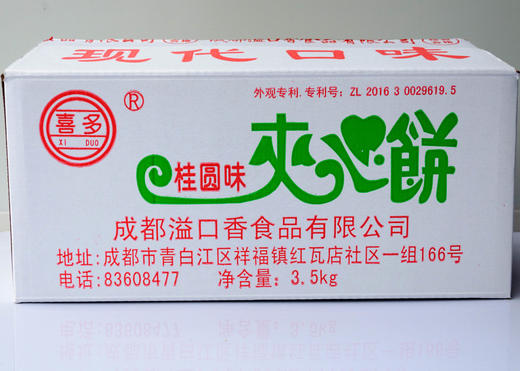 现代口味
外观专利.专利号: ZL 2016 3 0029619.5
喜多
XI DUO
®
桂圆味 夹心餅
成都溢口香食品有限公司
地址:成都市青白江区祥福镇红瓦店社区一组166号
电话:83608477 净含量:3.5kg